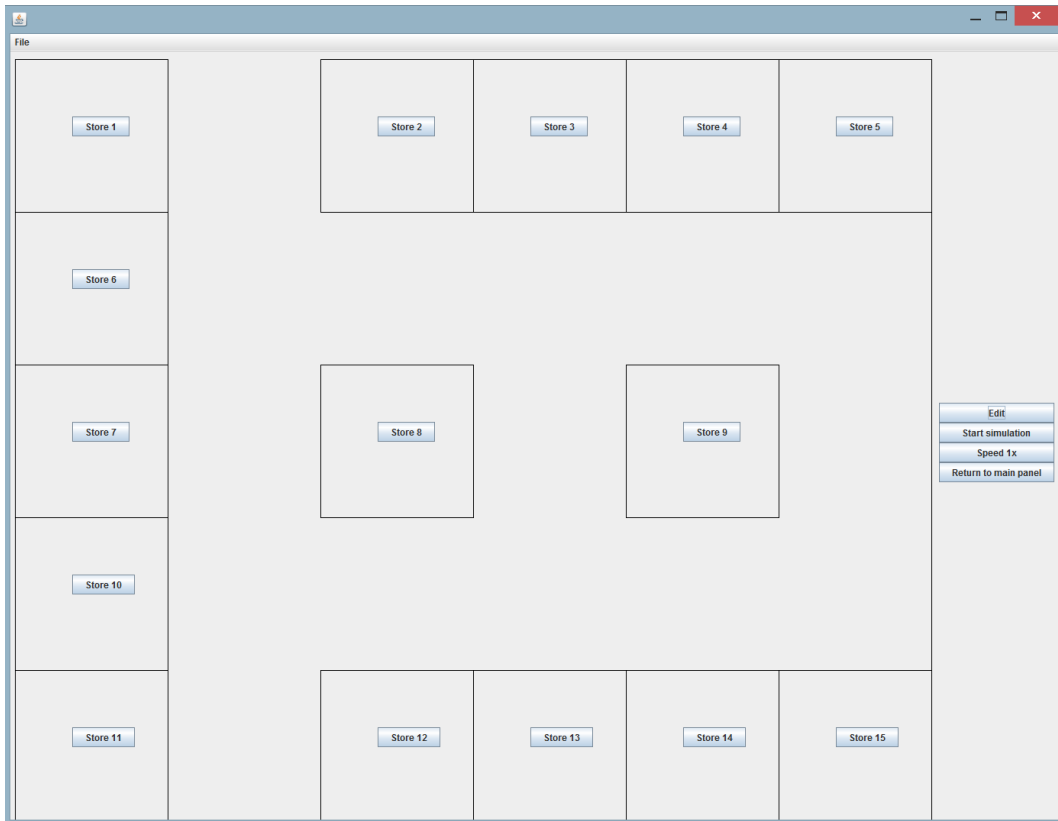 File
Store 1
Store 2
Store 3
Store 4
Store 5
Store 6
Store 7
Store 8
Store 9
Edit
Start simulation
Speed 1x
Return to main panel
Store 10
Store 11
Store 12
Store 13
Store 14
Store 15